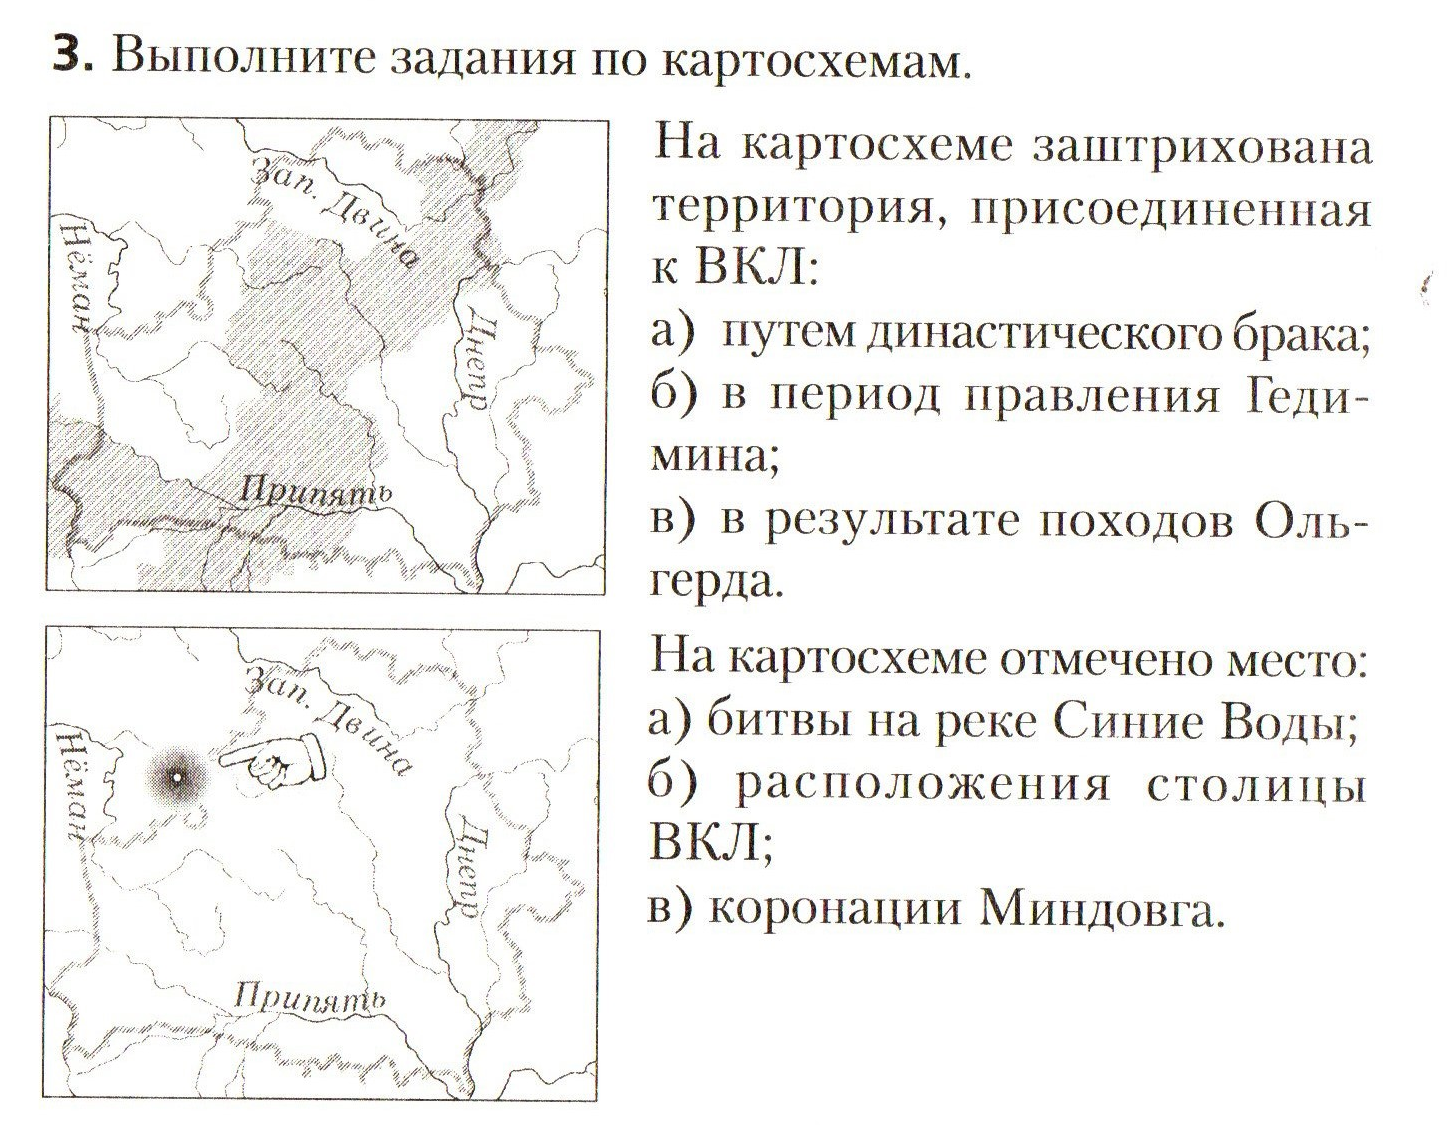 3. Выполните задания по картосхемам.
Зап. Двина
Нёман
Днепр
Припять
На картосхеме заштрихована
территория, присоединенная
к ВКЛ:
а) путем династического брака;
б) в период правления Геди-
мина;
в) в результате походов Оль-
герда.
Зап. Двина
Нёман
Днепр
Припять
На картосхеме отмечено место:
а) битвы на реке Синие Воды;
б) расположения столицы
ВКЛ;
в) коронации Миндовга.